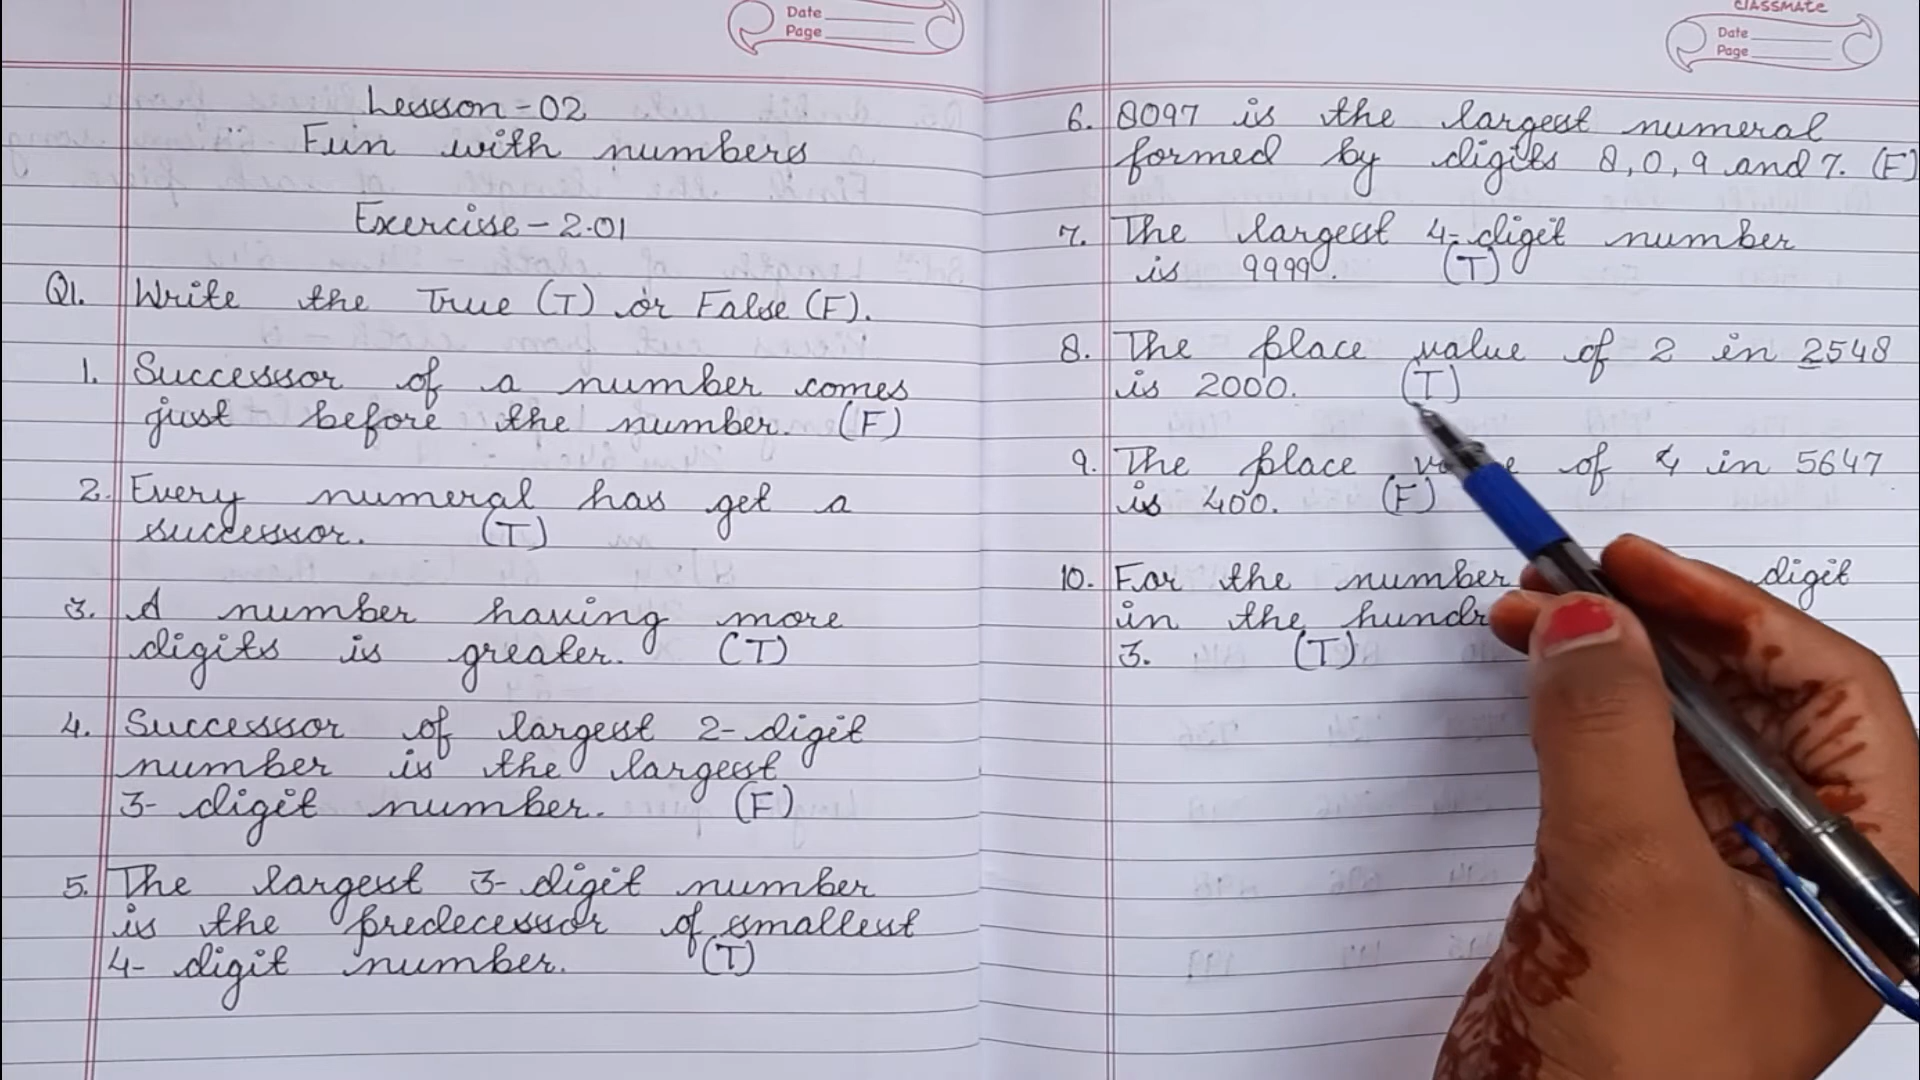 Date
Page
Lesson - 02
Fun with numbers
Exercise - 2.01
Q1. Write the True (T) or False (F).
1. Successor of a number comes
just before the number. (F)
2. Every numeral has get a
successor. (T)
3. A number having more
digits is greater. (T)
4. Successor of largest 2-digit
number is the largest
3-digit number. (F)
5. The largest 3-digit number
is the predecessor of smallest
4-digit number. (T)
CLASSMATE
Date
Page
6. 8097 is the largest numeral
formed by digits 8, 0, 9 and 7. (F)
7. The largest 4-digit number
is 9999. (T)
8. The place value of 2 in 2548
is 2000. (T)
9. The place of 4 in 5647
is 400. (F)
10. For the number digit
in the
3. (T)